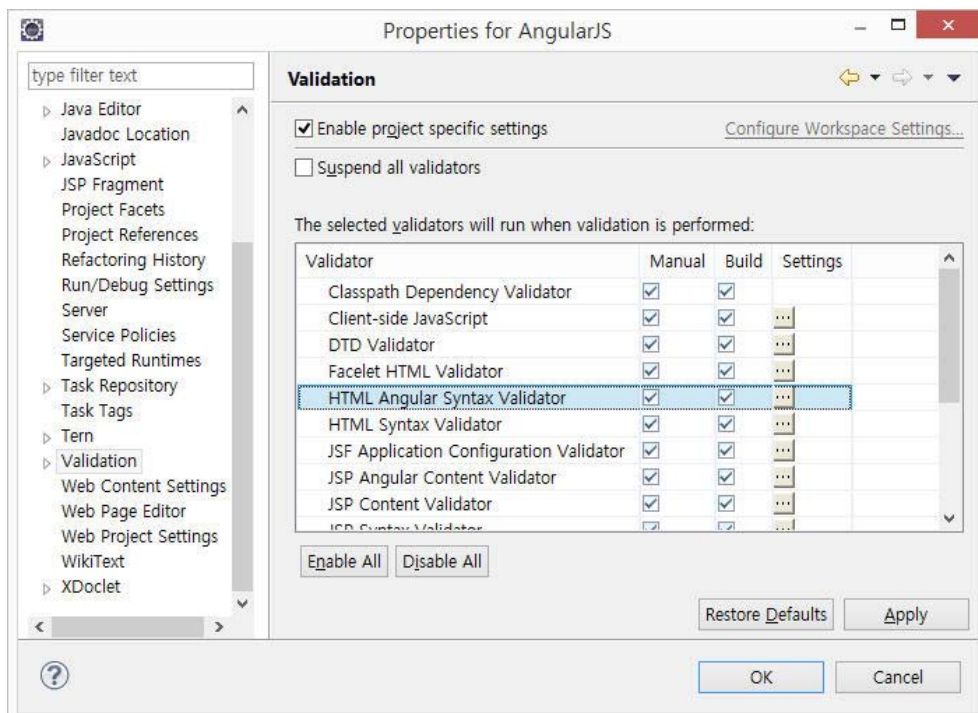 Properties for AngularJS
type filter text
Java Editor
Javadoc Location
JavaScript
JSP Fragment
Project Facets
Project References
Refactoring History
Run/Debug Settings
Server
Service Policies
Targeted Runtimes
Task Repository
Task Tags
Tern
Validation
Web Content Settings
Web Page Editor
Web Project Settings
WikiText
XDoclet
Validation
Enable project specific settings
Configure Workspace Settings...
Suspend all validators
The selected validators will run when validation is performed:
Validator Manual Build Settings
Classpath Dependency Validator
Client-side JavaScript ...
DTD Validator ...
Facelet HTML Validator ...
HTML Angular Syntax Validator ...
HTML Syntax Validator ...
JSF Application Configuration Validator ...
JSP Angular Content Validator ...
JSP Content Validator ...
JSP Syntax Validator ...
Enable All Disable All
Restore Defaults Apply
? OK Cancel